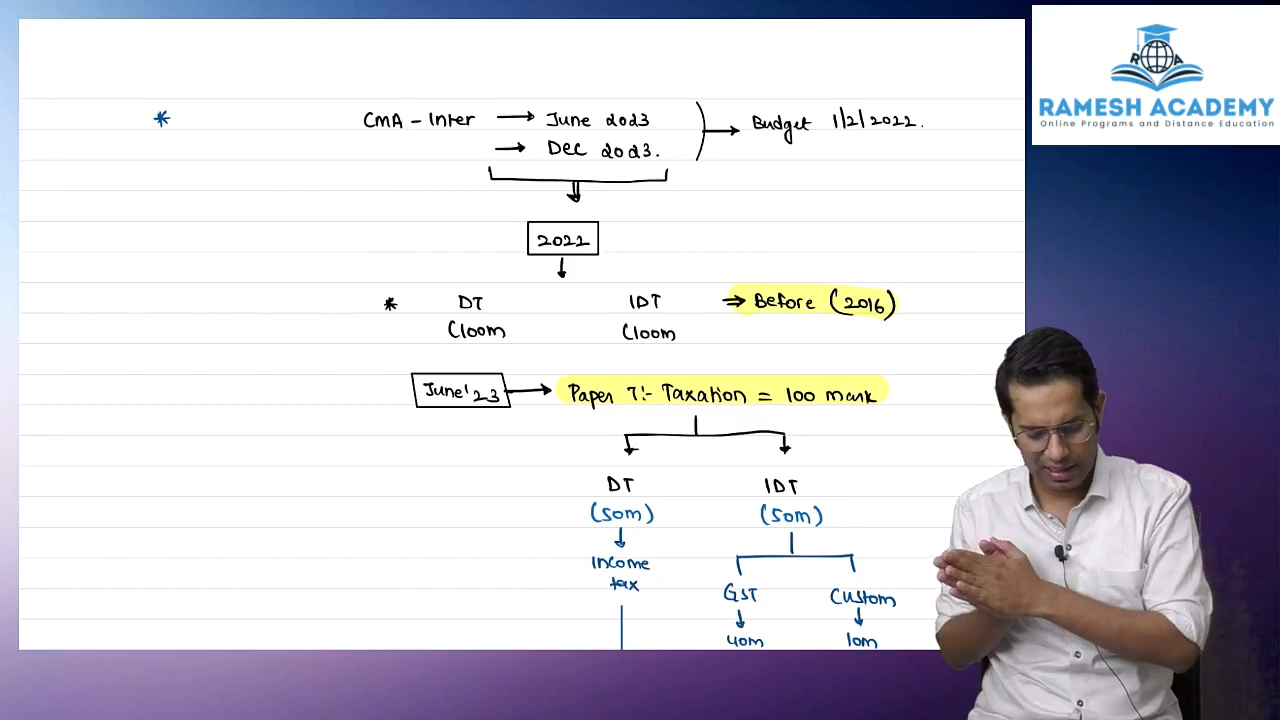 RAMESH ACADEMY
Online Programs and Distance Education
* CMA - Inter → June 2023
→ Dec 2023.
→ Budget 1/2/2022.
2022
* DT IDT ⇒ Before (2016)
(100m (100m
June'23 → Paper 7:- Taxation = 100 mark
DT IDT
(50m) (50m)
Income
tax
GST Custom
40m 10m